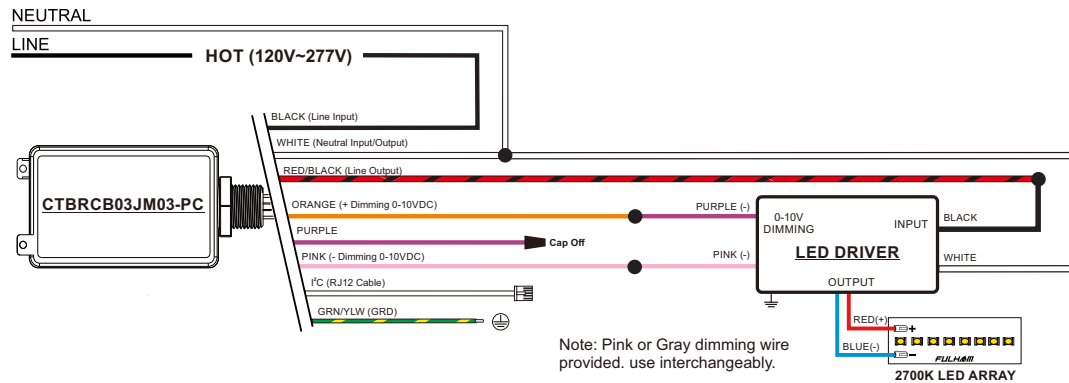 NEUTRAL
LINE
HOT (120V~277V)
BLACK (Line Input)
WHITE (Neutral Input/Output)
RED/BLACK (Line Output)
CTBRCB03JM03-PC
ORANGE (+ Dimming 0-10VDC)
PURPLE (-)
0-10V
DIMMING
INPUT
BLACK
PURPLE
Cap Off
LED DRIVER
PINK (- Dimming 0-10VDC)
PINK (-)
WHITE
I²C (RJ12 Cable)
OUTPUT
GRN/YLW (GRD)
RED(+)
+
Note: Pink or Gray dimming wire
provided. use interchangeably.
BLUE(-)
−
FULHAM
2700K LED ARRAY